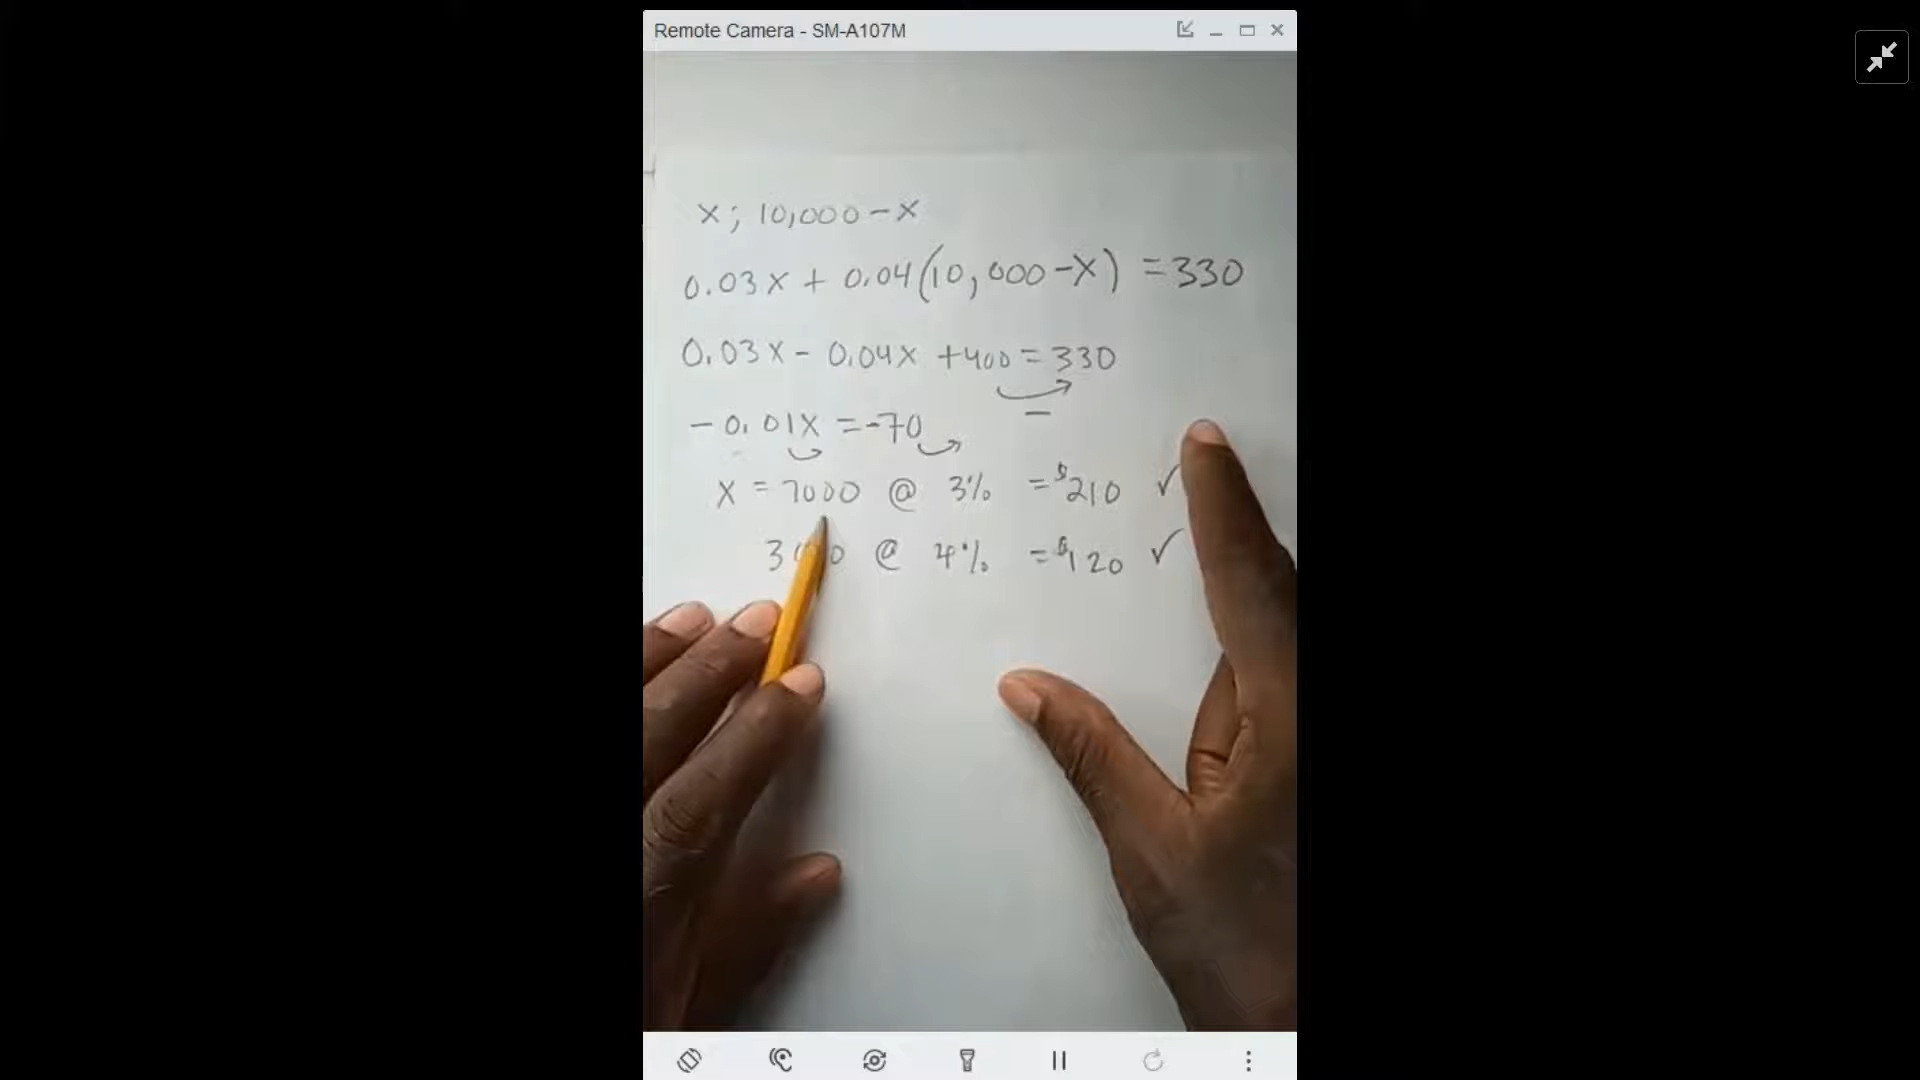 Remote Camera - SM-A107M
x; 10,000-x
0.03x + 0.04(10,000-x) =330
0.03x - 0.04x +400 = 330
-
-0.01x =-70
x = 7000 @ 3% = $210 ✓
@ 4% = $120 ✓